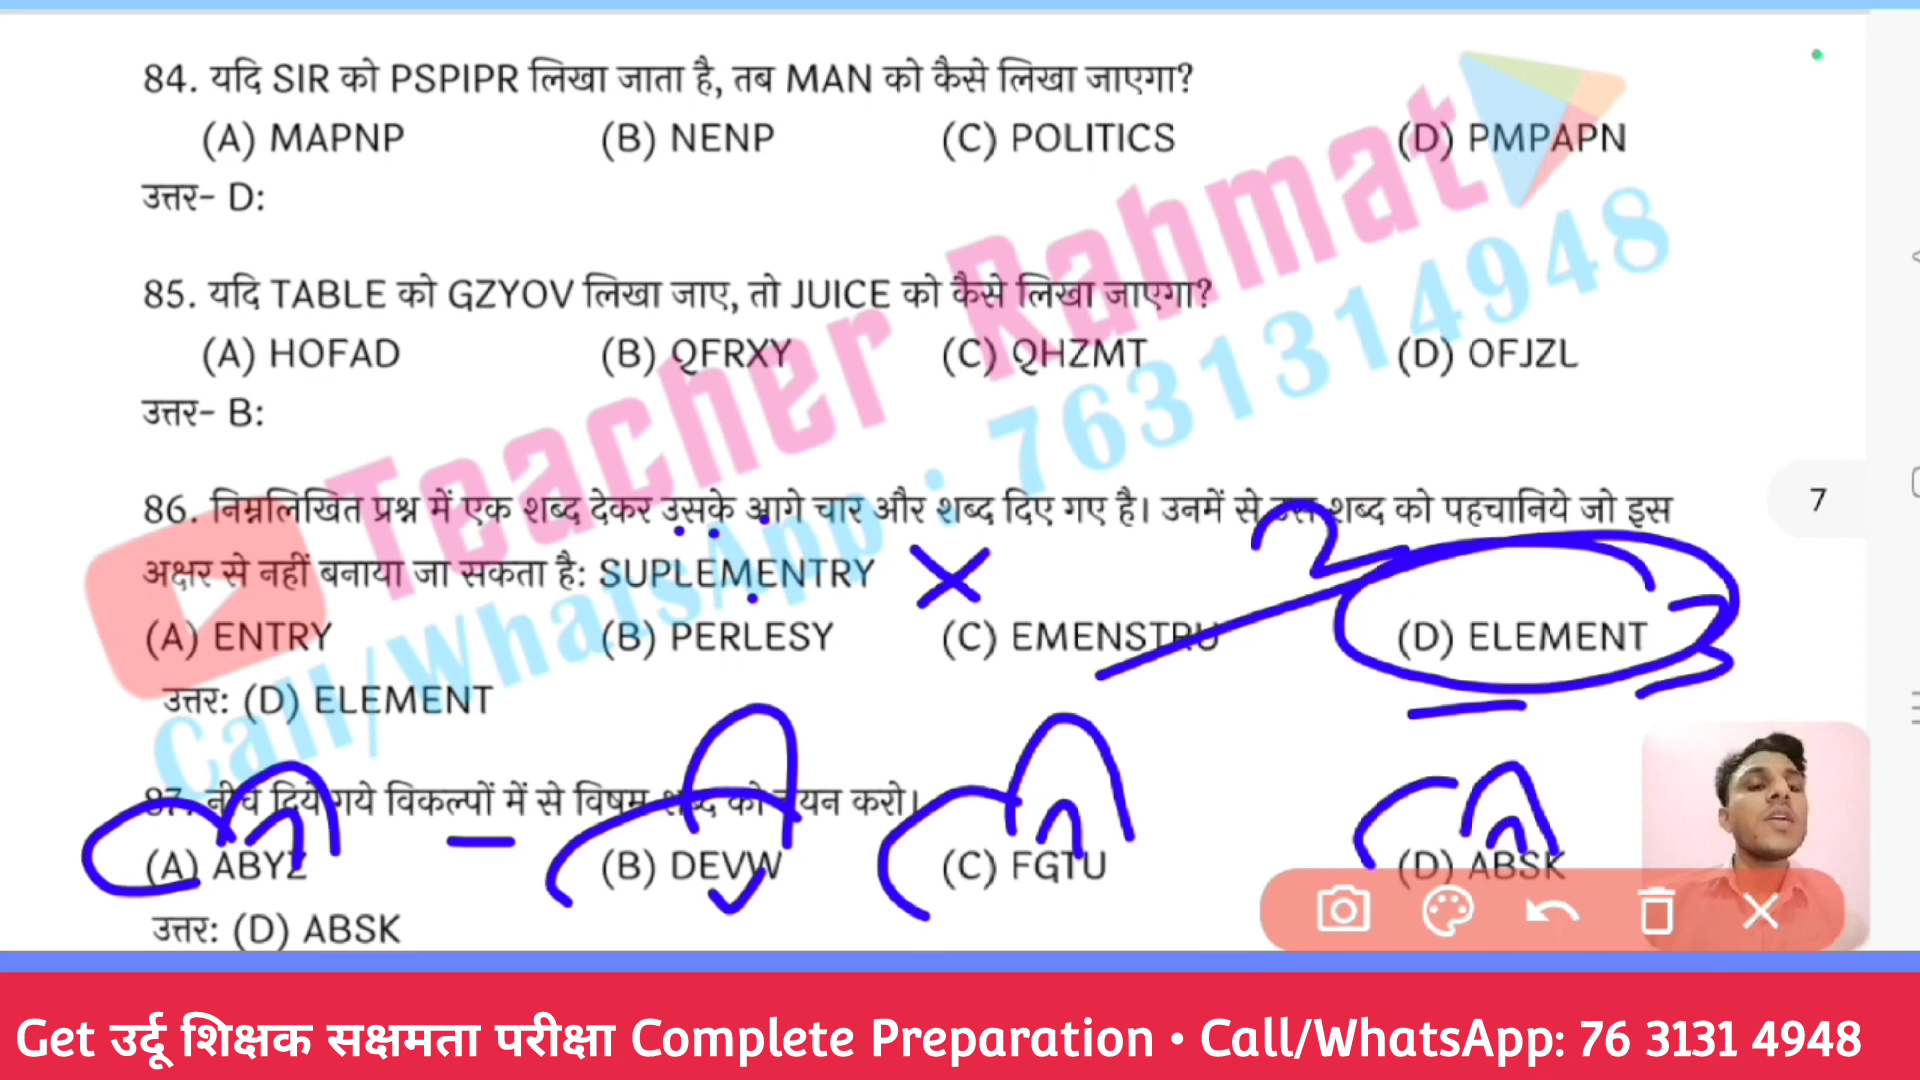 84. यदि SIR को PSPIPR लिखा जाता है, तब MAN को कैसे लिखा जाएगा?
(A) MAPNP (B) NENP (C) POLITICS (D) PMPAPN
उत्तर- D:
85. यदि TABLE को GZYOV लिखा जाए, तो JUICE को कैसे लिखा जाएगा?
(A) HOFAD (B) QFRXY (C) QHZMT (D) OFJZL
उत्तर- B:
86. निम्नलिखित प्रश्न में एक शब्द देकर उसके आगे चार और शब्द दिए गए है। उनमें से उस शब्द को पहचानिये जो इस
अक्षर से नहीं बनाया जा सकता है: SUPLEMENTRY
(A) ENTRY (B) PERLESY (C) EMENSTRU (D) ELEMENT
उत्तर: (D) ELEMENT
87. नीचे दिये गये विकल्पों में से विषम शब्द को चयन करो।
(A) ABYZ (B) DEVW (C) FGTU (D) ABSK
उत्तर: (D) ABSK
7
Teacher Rahmat
Call/WhatsApp : 7631314948
Get उर्दू शिक्षक सक्षमता परीक्षा Complete Preparation • Call/WhatsApp: 76 3131 4948